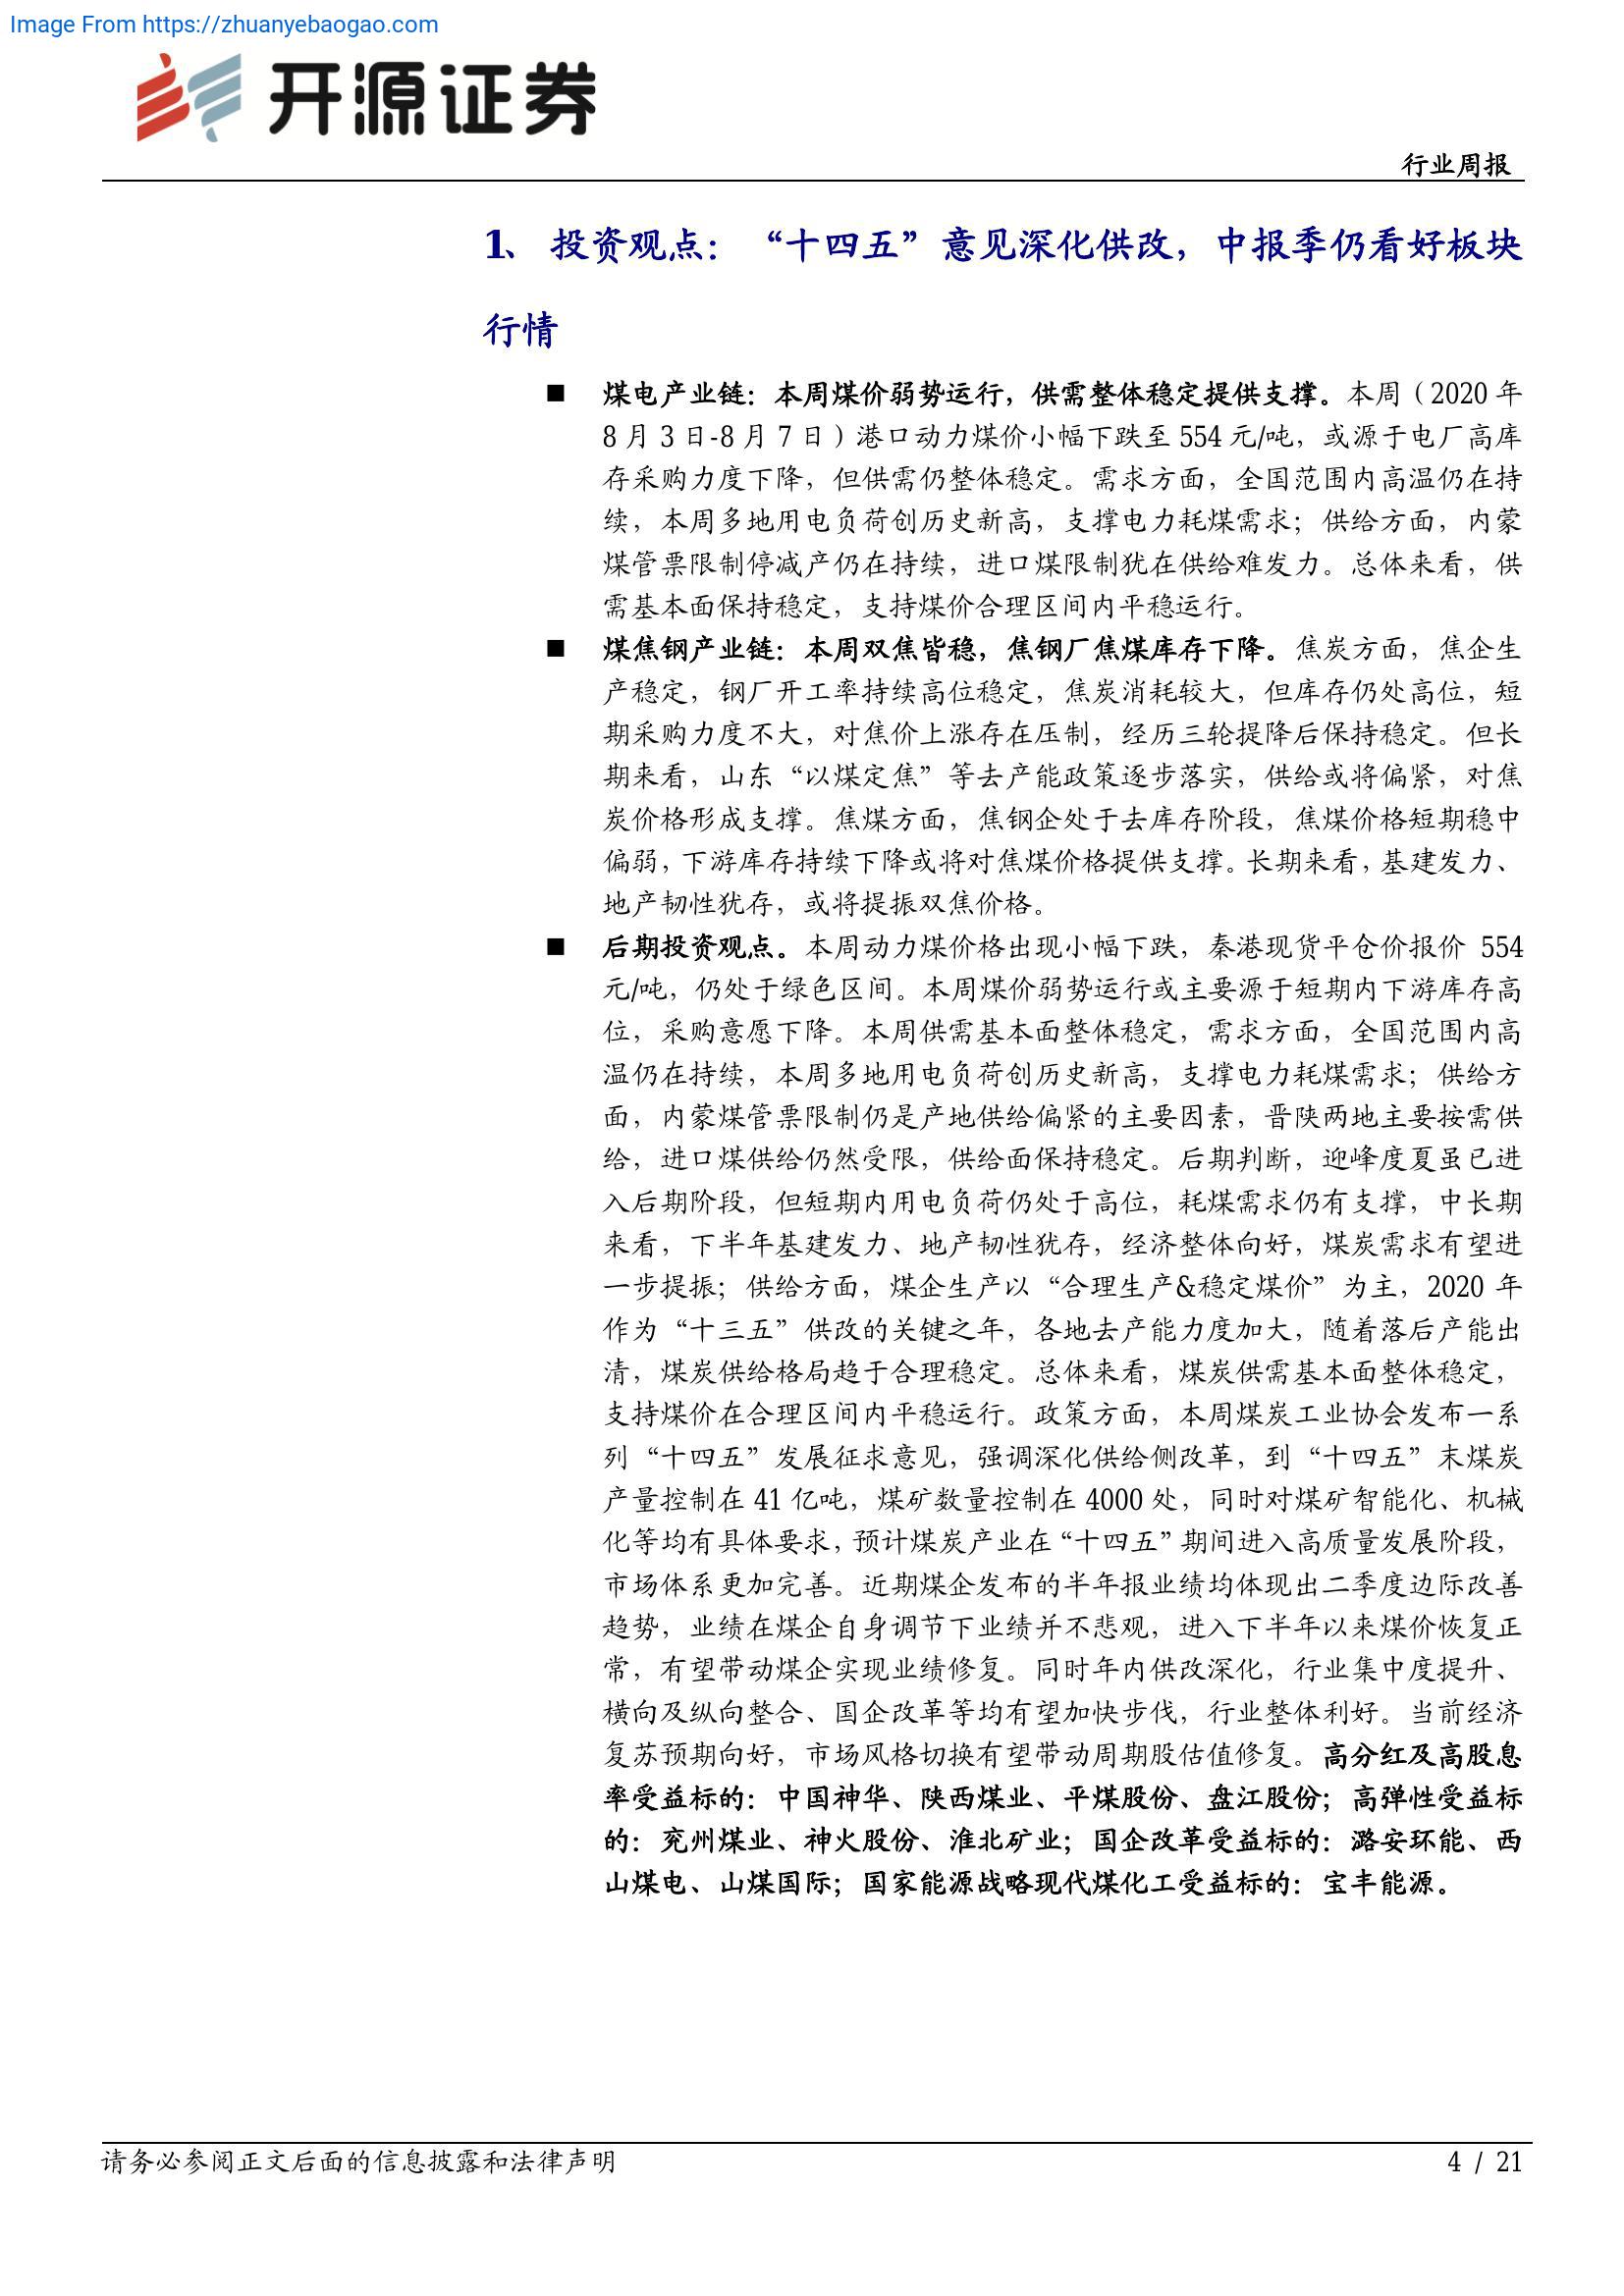 Image From https://zhuanyebaogao.com
开源证券
行业周报
1、 投资观点：“十四五”意见深化供改，中报季仍看好板块
行情
■ 煤电产业链：本周煤价弱势运行，供需整体稳定提供支撑。本周（2020 年
8 月 3 日-8 月 7 日）港口动力煤价小幅下跌至 554 元/吨，或源于电厂高库
存采购力度下降，但供需仍整体稳定。需求方面，全国范围内高温仍在持
续，本周多地用电负荷创历史新高，支撑电力耗煤需求；供给方面，内蒙
煤管票限制停减产仍在持续，进口煤限制犹在供给难发力。总体来看，供
需基本面保持稳定，支持煤价合理区间内平稳运行。
■ 煤焦钢产业链：本周双焦皆稳，焦钢厂焦煤库存下降。焦炭方面，焦企生
产稳定，钢厂开工率持续高位稳定，焦炭消耗较大，但库存仍处高位，短
期采购力度不大，对焦价上涨存在压制，经历三轮提降后保持稳定。但长
期来看，山东“以煤定焦”等去产能政策逐步落实，供给或将偏紧，对焦
炭价格形成支撑。焦煤方面，焦钢企处于去库存阶段，焦煤价格短期稳中
偏弱，下游库存持续下降或将对焦煤价格提供支撑。长期来看，基建发力、
地产韧性犹存，或将提振双焦价格。
■ 后期投资观点。本周动力煤价格出现小幅下跌，秦港现货平仓价报价 554
元/吨，仍处于绿色区间。本周煤价弱势运行或主要源于短期内下游库存高
位，采购意愿下降。本周供需基本面整体稳定，需求方面，全国范围内高
温仍在持续，本周多地用电负荷创历史新高，支撑电力耗煤需求；供给方
面，内蒙煤管票限制仍是产地供给偏紧的主要因素，晋陕两地主要按需供
给，进口煤供给仍然受限，供给面保持稳定。后期判断，迎峰度夏虽已进
入后期阶段，但短期内用电负荷仍处于高位，耗煤需求仍有支撑，中长期
来看，下半年基建发力、地产韧性犹存，经济整体向好，煤炭需求有望进
一步提振；供给方面，煤企生产以“合理生产&稳定煤价”为主，2020 年
作为“十三五”供改的关键之年，各地去产能力度加大，随着落后产能出
清，煤炭供给格局趋于合理稳定。总体来看，煤炭供需基本面整体稳定，
支持煤价在合理区间内平稳运行。政策方面，本周煤炭工业协会发布一系
列“十四五”发展征求意见，强调深化供给侧改革，到“十四五”末煤炭
产量控制在 41 亿吨，煤矿数量控制在 4000 处，同时对煤矿智能化、机械
化等均有具体要求，预计煤炭产业在“十四五”期间进入高质量发展阶段，
市场体系更加完善。近期煤企发布的半年报业绩均体现出二季度边际改善
趋势，业绩在煤企自身调节下业绩并不悲观，进入下半年以来煤价恢复正
常，有望带动煤企实现业绩修复。同时年内供改深化，行业集中度提升、
横向及纵向整合、国企改革等均有望加快步伐，行业整体利好。当前经济
复苏预期向好，市场风格切换有望带动周期股估值修复。高分红及高股息
率受益标的：中国神华、陕西煤业、平煤股份、盘江股份；高弹性受益标
的：兖州煤业、神火股份、淮北矿业；国企改革受益标的：潞安环能、西
山煤电、山煤国际；国家能源战略现代煤化工受益标的：宝丰能源。
请务必参阅正文后面的信息披露和法律声明
4 / 21